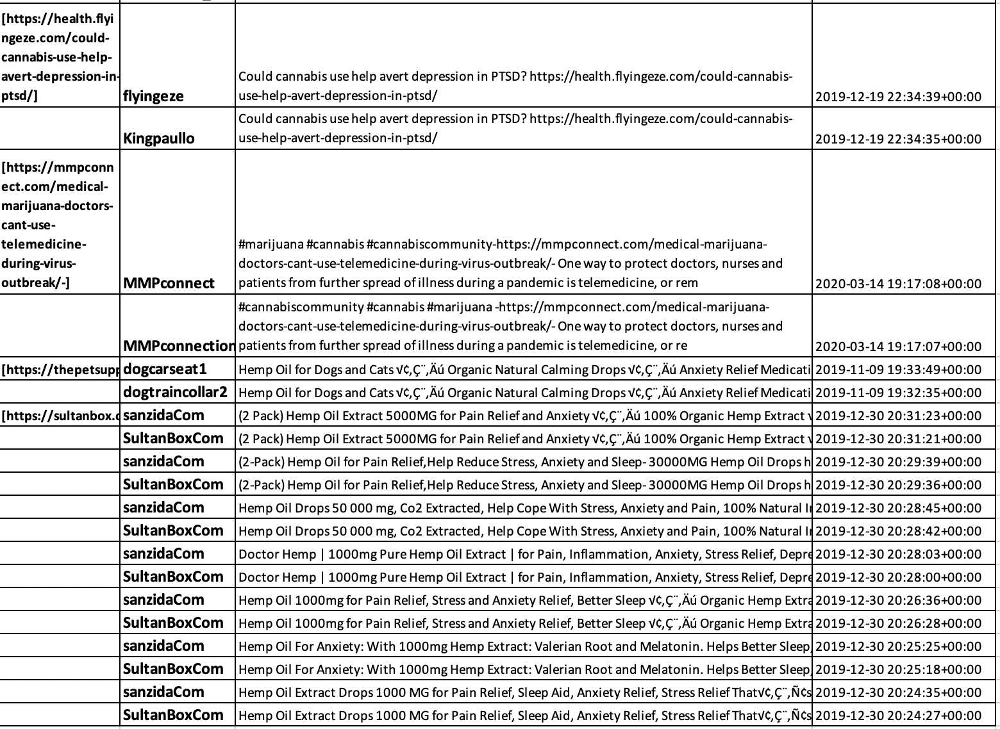 [https://health.flyi
ngeze.com/could-
cannabis-use-help-
avert-depression-in-
ptsd/]
flyingeze
Could cannabis use help avert depression in PTSD? https://health.flyingeze.com/could-cannabis-
use-help-avert-depression-in-ptsd/
2019-12-19 22:34:39+00:00
Kingpaullo
Could cannabis use help avert depression in PTSD? https://health.flyingeze.com/could-cannabis-
use-help-avert-depression-in-ptsd/
2019-12-19 22:34:35+00:00
[https://mmpconn
ect.com/medical-
marijuana-doctors-
cant-use-
telemedicine-
during-virus-
outbreak/-]
MMPconnect
#marijuana #cannabis #cannabiscommunity-https://mmpconnect.com/medical-marijuana-
doctors-cant-use-telemedicine-during-virus-outbreak/- One way to protect doctors, nurses and
patients from further spread of illness during a pandemic is telemedicine, or rem
2020-03-14 19:17:08+00:00
MMPconnection
#cannabiscommunity #cannabis #marijuana -https://mmpconnect.com/medical-marijuana-
doctors-cant-use-telemedicine-during-virus-outbreak/- One way to protect doctors, nurses and
patients from further spread of illness during a pandemic is telemedicine, or re
2020-03-14 19:17:07+00:00
[https://thepetsupp dogcarseat1 Hemp Oil for Dogs and Cats √¢‚Ç¨‚Äú Organic Natural Calming Drops √¢‚Ç¨‚Äú Anxiety Relief Medicati 2019-11-09 19:33:49+00:00
dogtraincollar2 Hemp Oil for Dogs and Cats √¢‚Ç¨‚Äú Organic Natural Calming Drops √¢‚Ç¨‚Äú Anxiety Relief Medicati 2019-11-09 19:32:35+00:00
[https://sultanbox.c sanzidaCom (2 Pack) Hemp Oil Extract 5000MG for Pain Relief and Anxiety √¢‚Ç¨‚Äú 100% Organic Hemp Extract √ 2019-12-30 20:31:23+00:00
SultanBoxCom (2 Pack) Hemp Oil Extract 5000MG for Pain Relief and Anxiety √¢‚Ç¨‚Äú 100% Organic Hemp Extract √ 2019-12-30 20:31:21+00:00
sanzidaCom (2-Pack) Hemp Oil for Pain Relief,Help Reduce Stress, Anxiety and Sleep- 30000MG Hemp Oil Drops h 2019-12-30 20:29:39+00:00
SultanBoxCom (2-Pack) Hemp Oil for Pain Relief,Help Reduce Stress, Anxiety and Sleep- 30000MG Hemp Oil Drops h 2019-12-30 20:29:36+00:00
sanzidaCom Hemp Oil Drops 50 000 mg, Co2 Extracted, Help Cope With Stress, Anxiety and Pain, 100% Natural 2019-12-30 20:28:45+00:00
SultanBoxCom Hemp Oil Drops 50 000 mg, Co2 Extracted, Help Cope With Stress, Anxiety and Pain, 100% Natural 2019-12-30 20:28:42+00:00
sanzidaCom Doctor Hemp | 1000mg Pure Hemp Oil Extract | for Pain, Inflammation, Anxiety, Stress Relief, Depre 2019-12-30 20:28:03+00:00
SultanBoxCom Doctor Hemp | 1000mg Pure Hemp Oil Extract | for Pain, Inflammation, Anxiety, Stress Relief, Depre 2019-12-30 20:28:00+00:00
sanzidaCom Hemp Oil 1000mg for Pain Relief, Stress and Anxiety Relief, Better Sleep √¢‚Ç¨‚Äú Organic Hemp Extra 2019-12-30 20:26:36+00:00
SultanBoxCom Hemp Oil 1000mg for Pain Relief, Stress and Anxiety Relief, Better Sleep √¢‚Ç¨‚Äú Organic Hemp Extra 2019-12-30 20:26:28+00:00
sanzidaCom Hemp Oil For Anxiety: With 1000mg Hemp Extract: Valerian Root and Melatonin. Helps Better Sleep, 2019-12-30 20:25:25+00:00
SultanBoxCom Hemp Oil For Anxiety: With 1000mg Hemp Extract: Valerian Root and Melatonin. Helps Better Sleep, 2019-12-30 20:25:18+00:00
sanzidaCom Hemp Oil Extract Drops 1000 MG for Pain Relief, Sleep Aid, Anxiety Relief, Stress Relief That√¢‚Ç¨‚Ñ¢s 2019-12-30 20:24:35+00:00
SultanBoxCom Hemp Oil Extract Drops 1000 MG for Pain Relief, Sleep Aid, Anxiety Relief, Stress Relief That√¢‚Ç¨‚Ñ¢s 2019-12-30 20:24:27+00:00